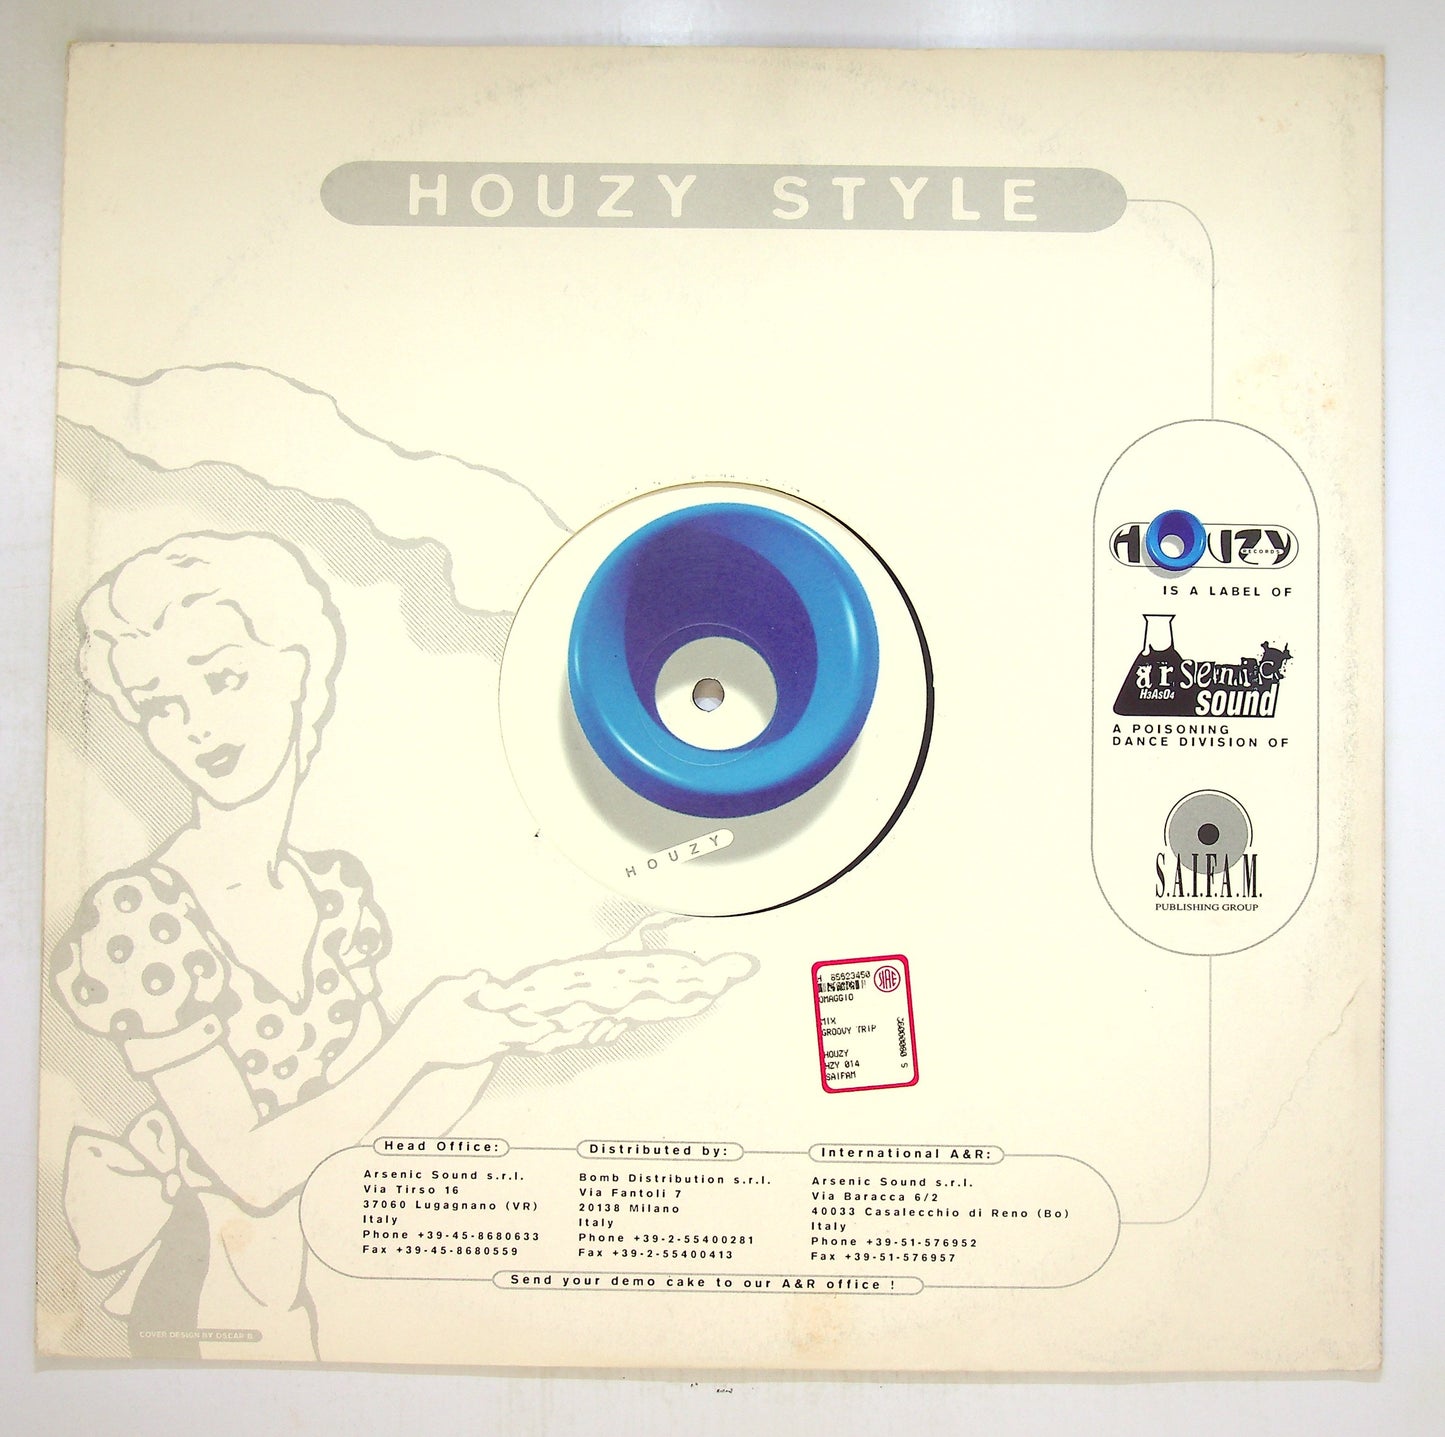 HOUZY STYLE
HOUZY
RECORDS
IS A LABEL OF
arsenic
H3AsO4
sound
A POISONING
DANCE DIVISION OF
S.A.I.F.A.M.
PUBLISHING GROUP
HOUZY
OMAGGIO
MIX
GROOVY TRIP
HOUZY
HZY 014
SAIFAM
Head Office:
Arsenic Sound s.r.l.
Via Tirso 16
37060 Lugagnano (VR)
Italy
Phone +39-45-8680633
Fax +39-45-8680559
Distributed by:
Bomb Distribution s.r.l.
Via Fantoli 7
20138 Milano
Italy
Phone +39-2-55400281
Fax +39-2-55400413
International A&R:
Arsenic Sound s.r.l.
Via Baracca 6/2
40033 Casalecchio di Reno (Bo)
Italy
Phone +39-51-576952
Fax +39-51-576957
Send your demo cake to our A&R office !
COVER DESIGN BY OSCAR B.